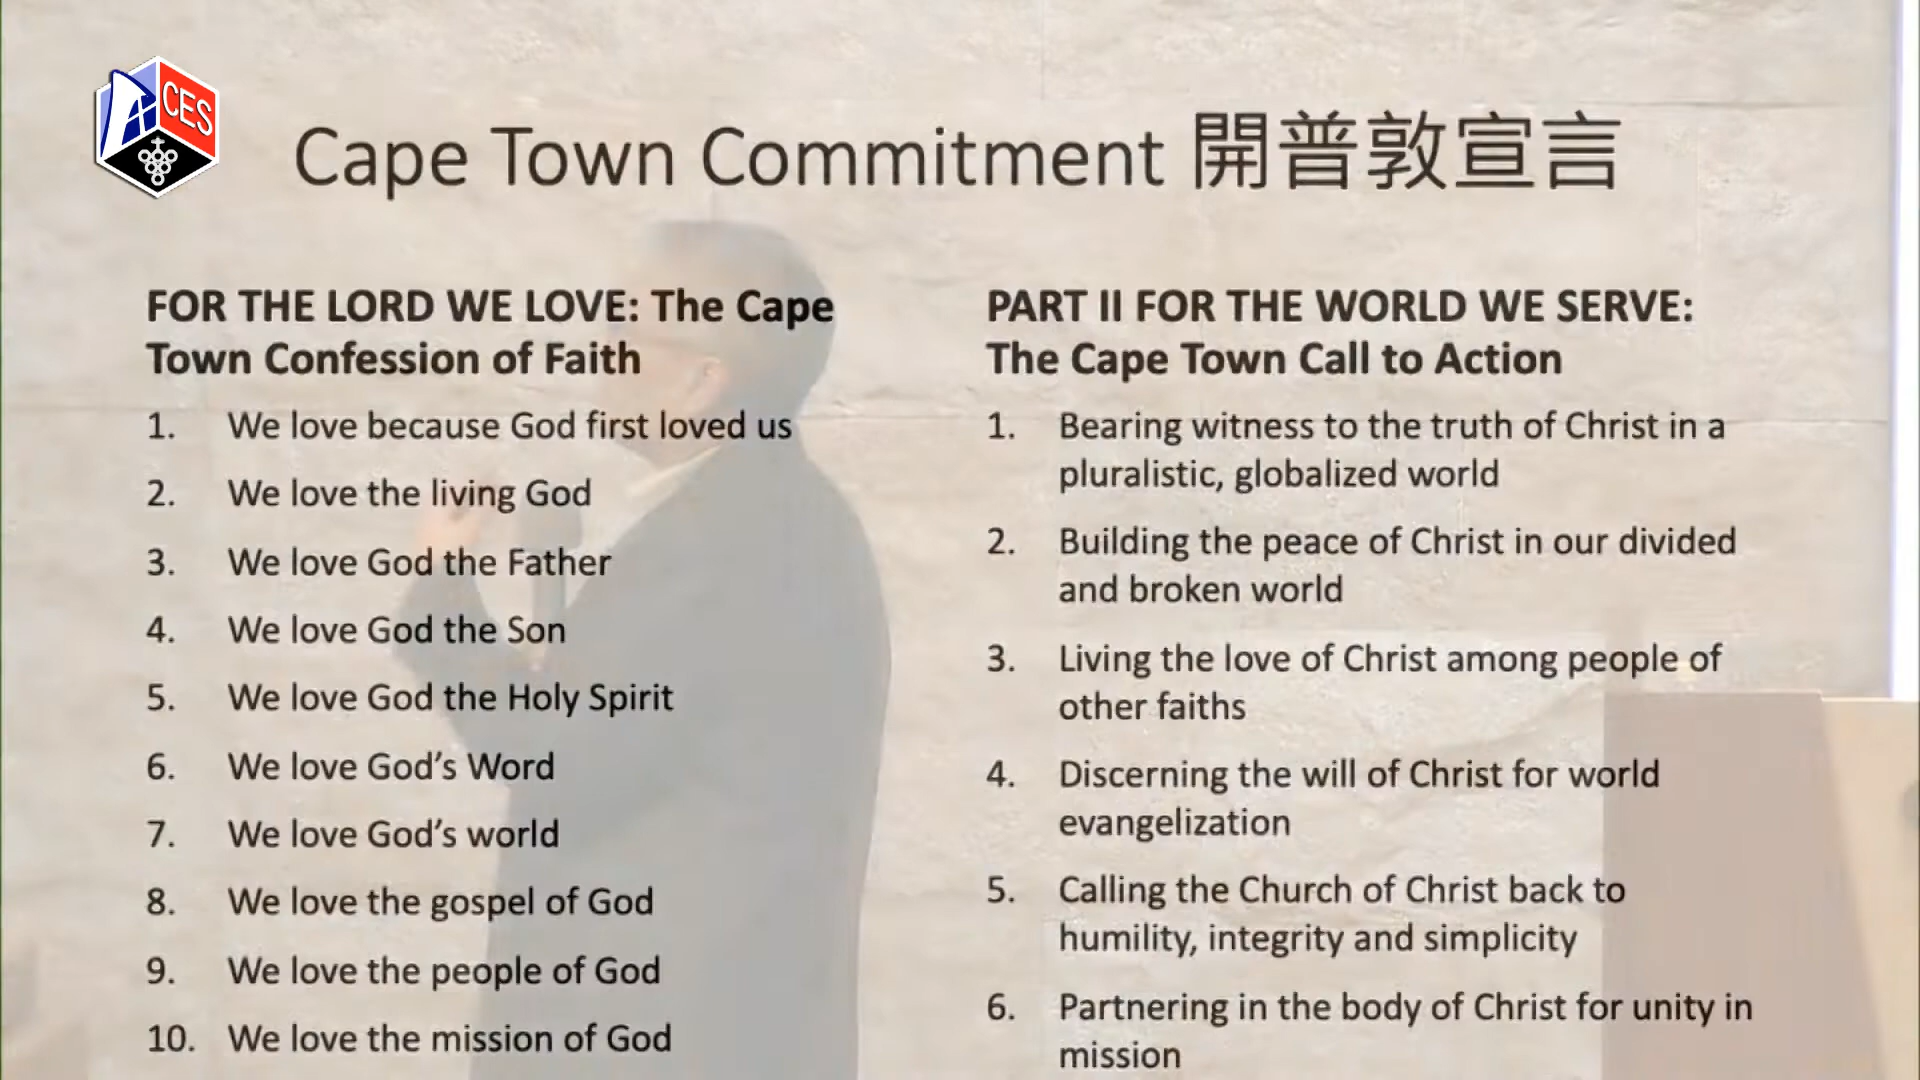 ACES
Cape Town Commitment 開普敦宣言
FOR THE LORD WE LOVE: The Cape
Town Confession of Faith
1. We love because God first loved us
2. We love the living God
3. We love God the Father
4. We love God the Son
5. We love God the Holy Spirit
6. We love God’s Word
7. We love God’s world
8. We love the gospel of God
9. We love the people of God
10. We love the mission of God
PART II FOR THE WORLD WE SERVE:
The Cape Town Call to Action
1. Bearing witness to the truth of Christ in a
pluralistic, globalized world
2. Building the peace of Christ in our divided
and broken world
3. Living the love of Christ among people of
other faiths
4. Discerning the will of Christ for world
evangelization
5. Calling the Church of Christ back to
humility, integrity and simplicity
6. Partnering in the body of Christ for unity in
mission